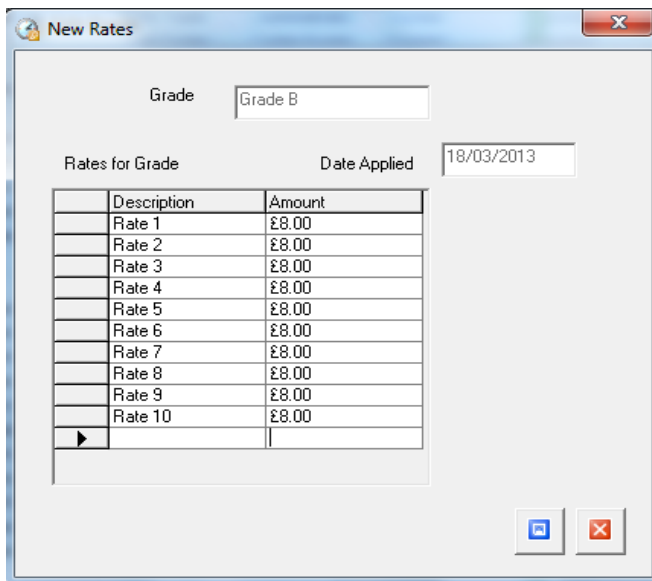 New Rates
Grade Grade B
Rates for Grade Date Applied 18/03/2013
Description Amount
Rate 1 £8.00
Rate 2 £8.00
Rate 3 £8.00
Rate 4 £8.00
Rate 5 £8.00
Rate 6 £8.00
Rate 7 £8.00
Rate 8 £8.00
Rate 9 £8.00
Rate 10 £8.00